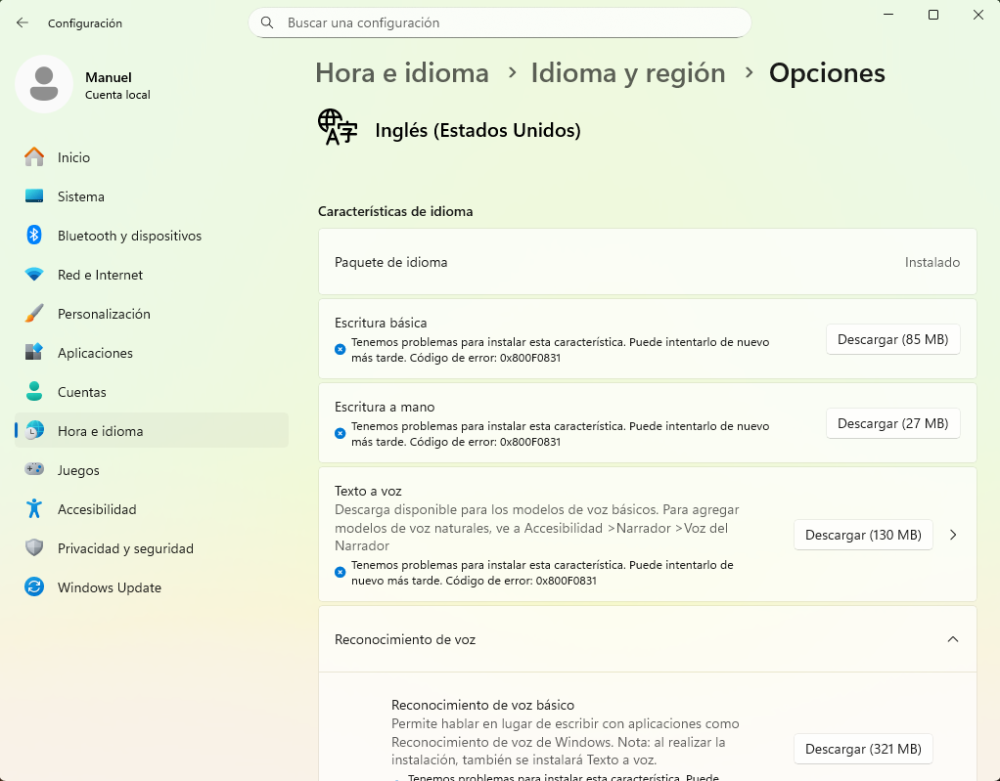 Configuración
Buscar una configuración
Manuel
Cuenta local
Inicio
Sistema
Bluetooth y dispositivos
Red e Internet
Personalización
Aplicaciones
Cuentas
Hora e idioma
Juegos
Accesibilidad
Privacidad y seguridad
Windows Update
Hora e idioma > Idioma y región > Opciones
Inglés (Estados Unidos)
Características de idioma
Paquete de idioma
Instalado
Escritura básica
Tenemos problemas para instalar esta característica. Puede intentarlo de nuevo
más tarde. Código de error: 0x800F0831
Descargar (85 MB)
Escritura a mano
Tenemos problemas para instalar esta característica. Puede intentarlo de nuevo
más tarde. Código de error: 0x800F0831
Descargar (27 MB)
Texto a voz
Descarga disponible para los modelos de voz básicos. Para agregar
modelos de voz naturales, ve a Accesibilidad >Narrador >Voz del
Narrador
Tenemos problemas para instalar esta característica. Puede intentarlo de
nuevo más tarde. Código de error: 0x800F0831
Descargar (130 MB)
Reconocimiento de voz
Reconocimiento de voz básico
Permite hablar en lugar de escribir con aplicaciones como
Reconocimiento de voz de Windows. Nota: al realizar la
instalación, también se instalará Texto a voz.
Descargar (321 MB)
Tenemos problemas para instalar esta característica. Puede